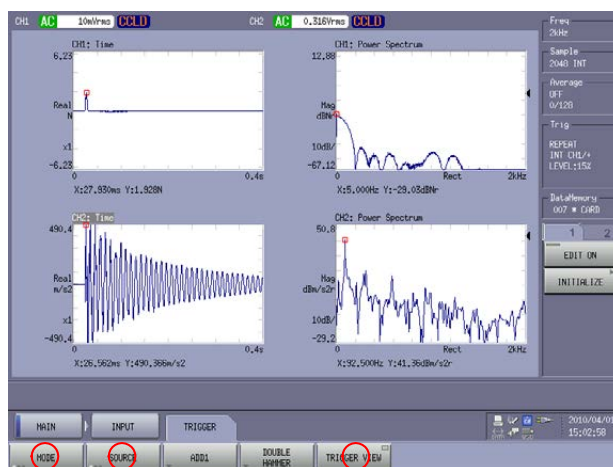 CH1 AC 10mVrms CCLD CH2 AC 0.316Vrms CCLD
Freq
2kHz
Sample
2048 INT
Average
OFF
0/128
Trig
REPEAT
INT CH1/+
LEVEL:15%
DataMemory
007 * CARD
1 2
EDIT ON
INITIALIZE
CH1: Time
6.23
Real
N
x1
-6.23
0 0.4s
X:27.930ms Y:1.928N
CH1: Power Spectrum
12.88
Mag
dBNr
10dB/
-67.12
0 Rect 2kHz
X:5.000Hz Y:-29.03dBNr
CH2: Time
490.4
Real
m/s2
x1
-490.4
0 0.4s
X:26.562ms Y:490.366m/s2
CH2: Power Spectrum
50.8
Mag
dBm/s2r
10dB/
-29.2
0 Rect 2kHz
X:92.500Hz Y:41.36dBm/s2r
MAIN INPUT TRIGGER
2010/04/01
15:02:58
MODE SOURCE ADD1 DOUBLE HAMMER TRIGGER VIEW